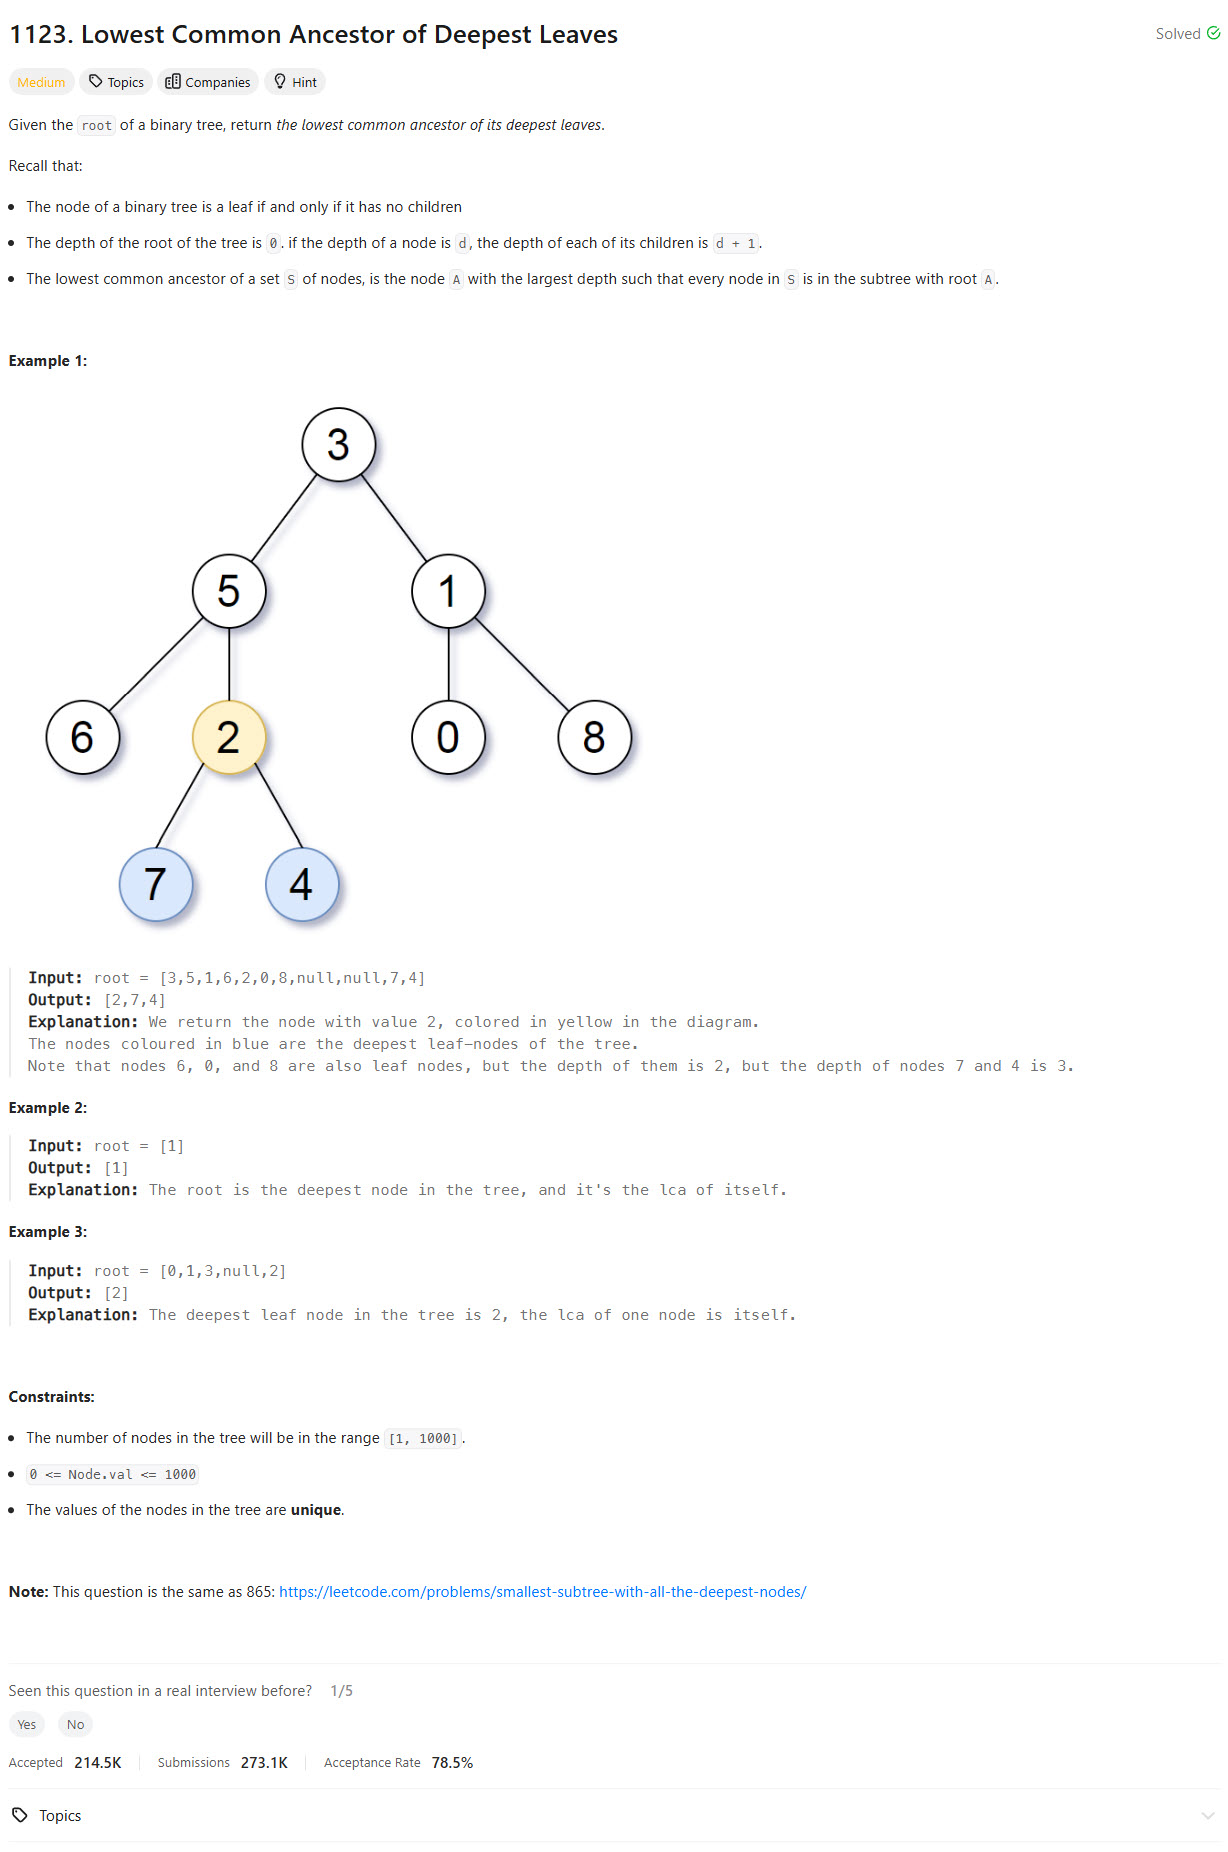 1123. Lowest Common Ancestor of Deepest Leaves
Solved
Medium Topics Companies Hint
Given the root of a binary tree, return the lowest common ancestor of its deepest leaves.
Recall that:
• The node of a binary tree is a leaf if and only if it has no children
• The depth of the root of the tree is 0. if the depth of a node is d, the depth of each of its children is d + 1.
• The lowest common ancestor of a set S of nodes, is the node A with the largest depth such that every node in S is in the subtree with root A.
Example 1:
3
5 1
6 2 0 8
7 4
Input: root = [3,5,1,6,2,0,8,null,null,7,4]
Output: [2,7,4]
Explanation: We return the node with value 2, colored in yellow in the diagram.
The nodes coloured in blue are the deepest leaf-nodes of the tree.
Note that nodes 6, 0, and 8 are also leaf nodes, but the depth of them is 2, but the depth of nodes 7 and 4 is 3.
Example 2:
Input: root = [1]
Output: [1]
Explanation: The root is the deepest node in the tree, and it's the lca of itself.
Example 3:
Input: root = [0,1,3,null,2]
Output: [2]
Explanation: The deepest leaf node in the tree is 2, the lca of one node is itself.
Constraints:
• The number of nodes in the tree will be in the range [1, 1000].
• 0 <= Node.val <= 1000
• The values of the nodes in the tree are unique.
Note: This question is the same as 865: https://leetcode.com/problems/smallest-subtree-with-all-the-deepest-nodes/
Seen this question in a real interview before? 1/5
Yes No
Accepted 214.5K Submissions 273.1K Acceptance Rate 78.5%
Topics